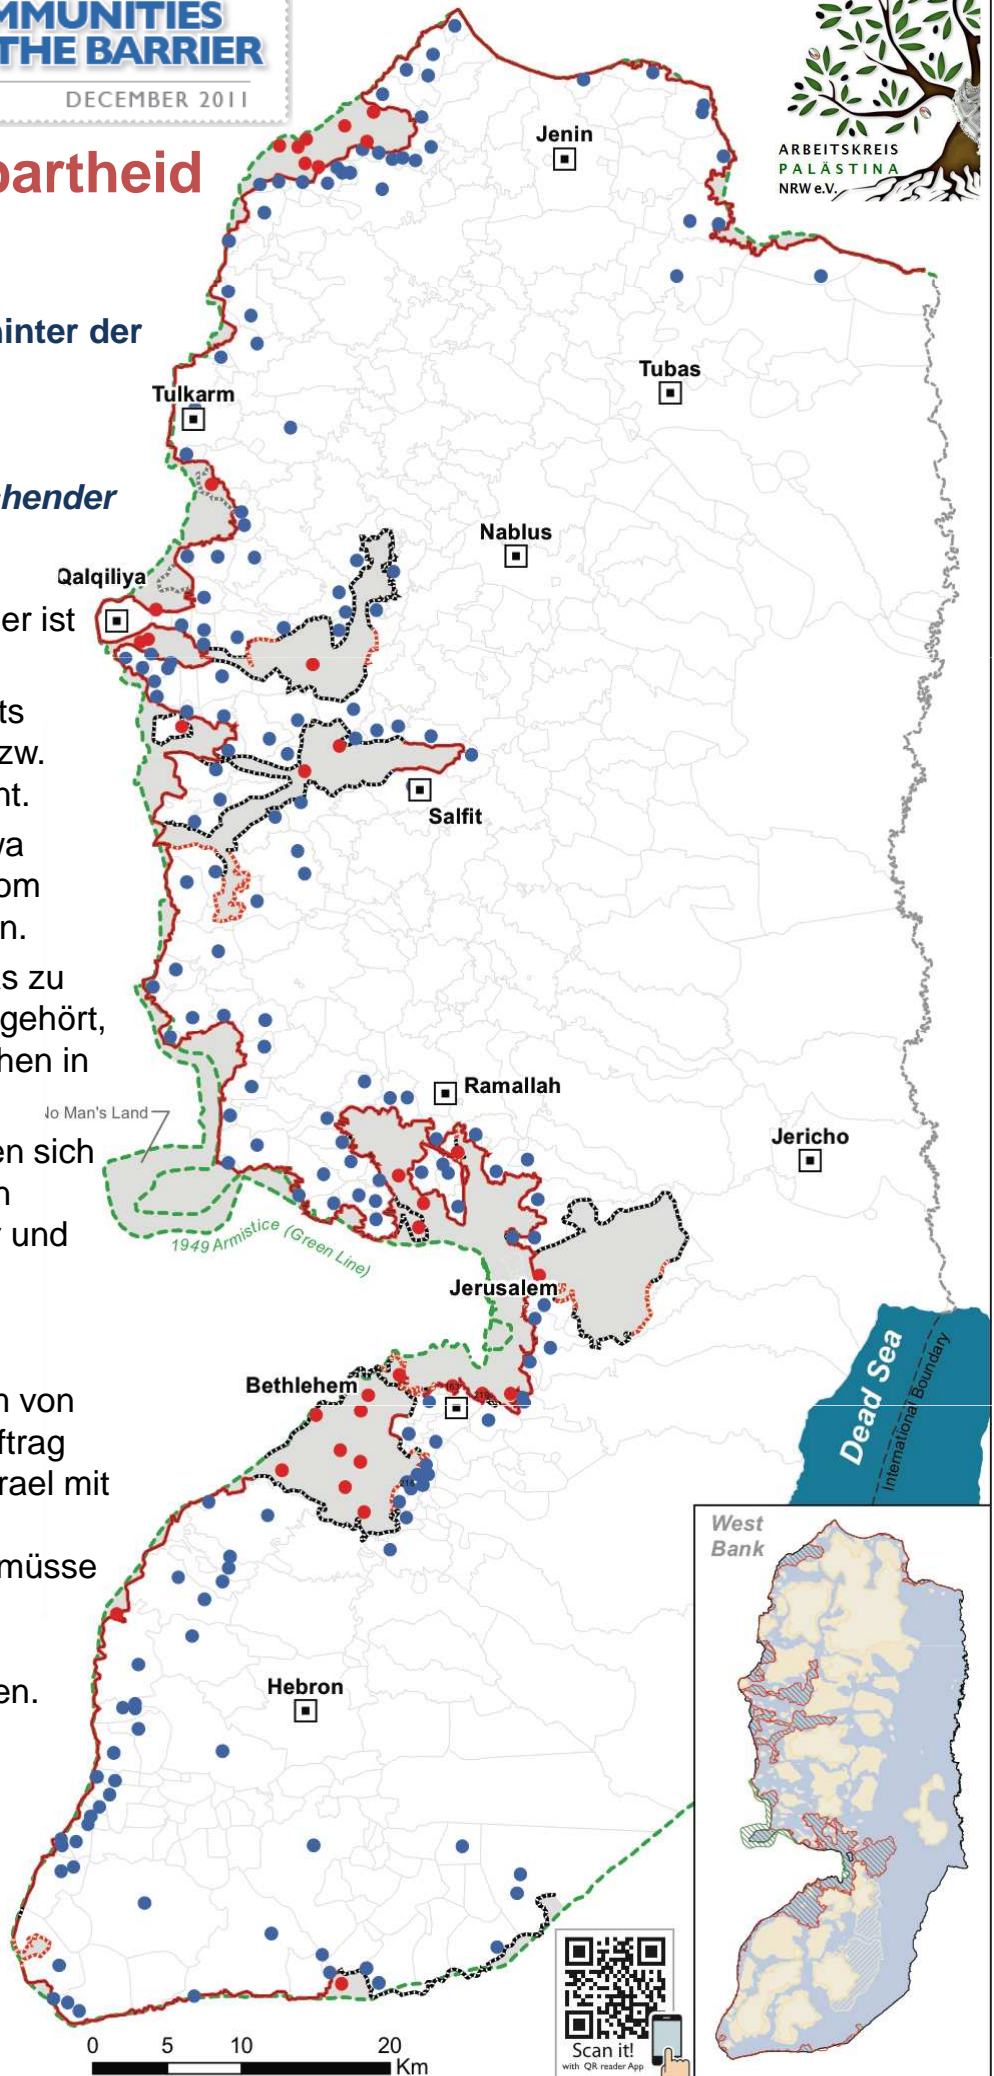 MMUNITIES
THE BARRIER
DECEMBER 2011
partheid
ARBEITSKREIS
PALÄSTINA
NRW e.V.
hinter der
hender
er ist
ts
zw.
nt.
va
om
n.
s zu
gehört,
hen in
en sich
n
und
n von
ftrag
rael mit
müsse
en.
Jenin
Tubas
Tulkarm
Nablus
Qalqiliya
Salfit
Ramallah
No Man's Land
Jericho
1949 Armistice (Green Line)
Jerusalem
Bethlehem
Dead Sea
International Boundary
Hebron
West
Bank
0 5 10 20
Km
Scan it!
with QR reader App